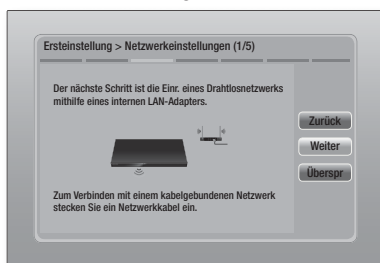 Ersteinstellung > Netzwerkeinstellungen (1/5)
Der nächste Schritt ist die Einr. eines Drahtlosnetzwerks
mithilfe eines internen LAN-Adapters.
Zurück
Weiter
Überspr
Zum Verbinden mit einem kabelgebundenen Netzwerk
stecken Sie ein Netzwerkkabel ein.